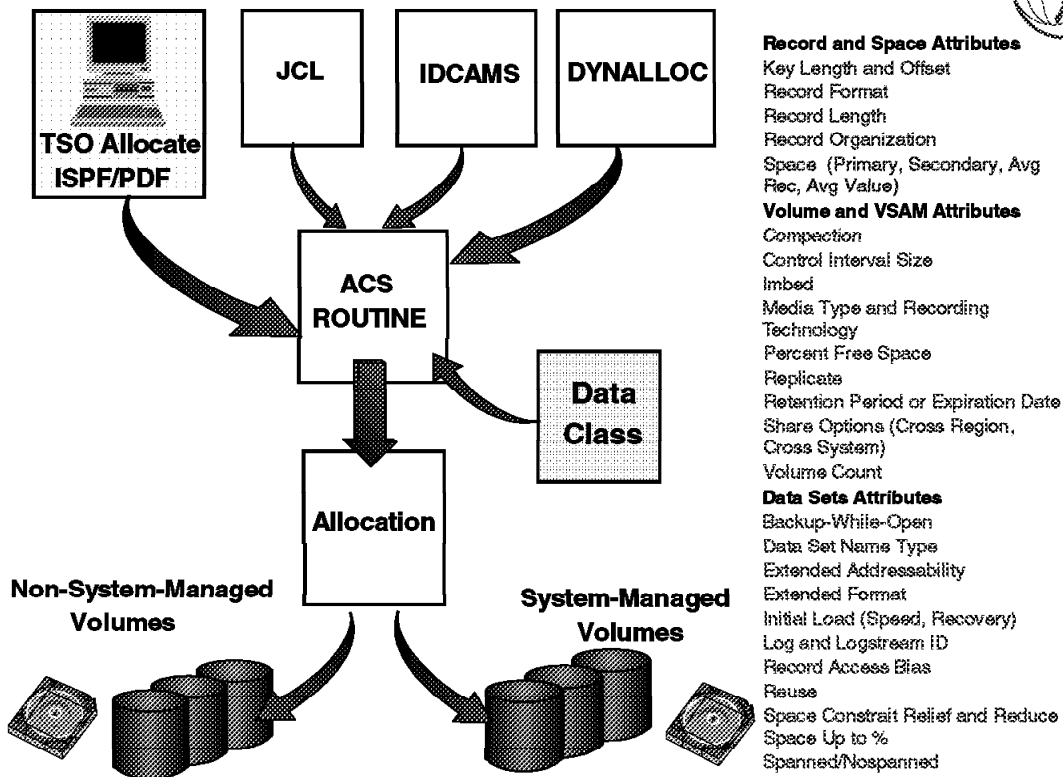 TSO Allocate
ISPF/PDF
JCL
IDCAMS
DYNALLOC
ACS
ROUTINE
Data
Class
Allocation
Non-System-Managed
Volumes
System-Managed
Volumes
Record and Space Attributes
Key Length and Offset
Record Format
Record Length
Record Organization
Space (Primary, Secondary, Avg
Rec, Avg Value)
Volume and VSAM Attributes
Compaction
Control Interval Size
Imbed
Media Type and Recording
Technology
Percent Free Space
Replicate
Retention Period or Expiration Date
Share Options (Cross Region,
Cross System)
Volume Count
Data Sets Attributes
Backup-While-Open
Data Set Name Type
Extended Addressability
Extended Format
Initial Load (Speed, Recovery)
Log and Logstream ID
Record Access Bias
Reuse
Space Constrait Relief and Reduce
Space Up to %
Spanned/Nospanned